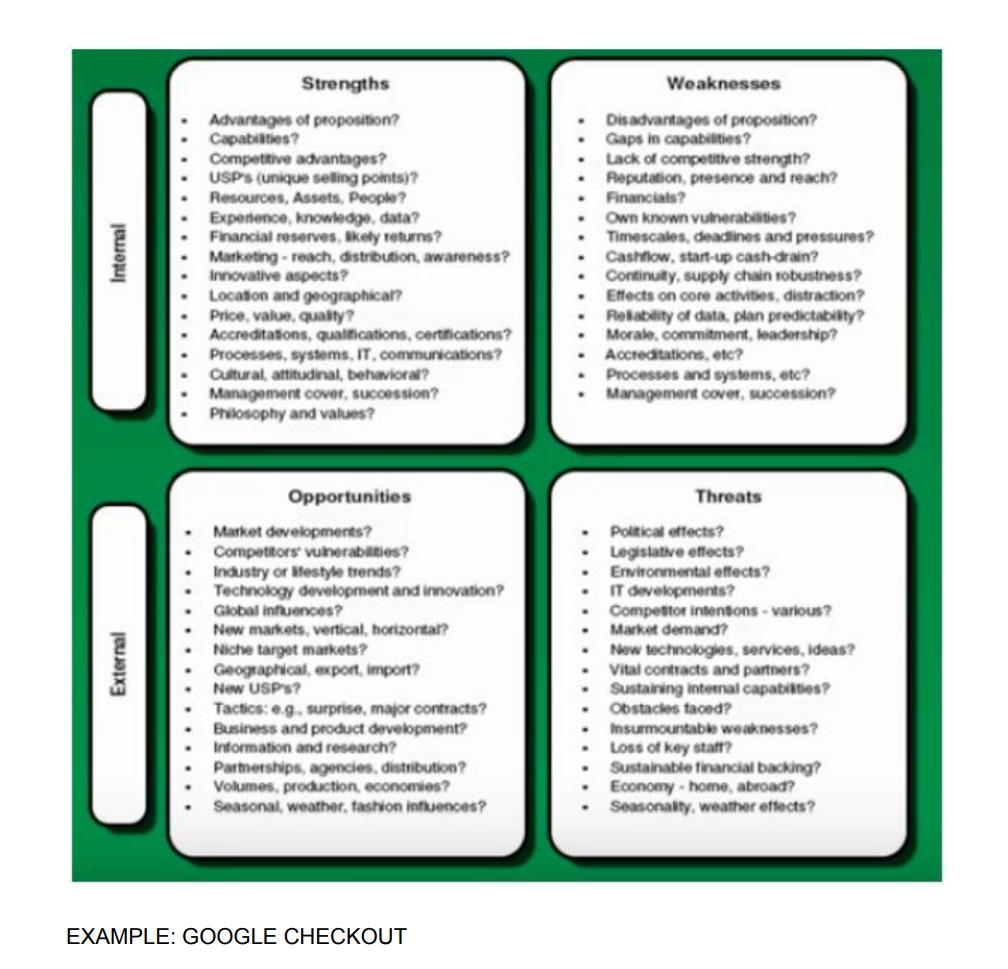 Strengths
Advantages of proposition?
Capabilities?
Competitive advantages?
USP's (unique selling points)?
Resources, Assets, People?
Experience, knowledge, data?
Financial reserves, likely returns?
Marketing - reach, distribution, awareness?
Innovative aspects?
Location and geographical?
Price, value, quality?
Accreditations, qualifications, certifications?
Processes, systems, IT, communications?
Cultural, attitudinal, behavioral?
Management cover, succession?
Philosophy and values?
Weaknesses
Disadvantages of proposition?
Gaps in capabilities?
Lack of competitive strength?
Reputation, presence and reach?
Financials?
Own known vulnerabilities?
Timescales, deadlines and pressures?
Cashflow, start-up cash-drain?
Continuity, supply chain robustness?
Effects on core activities, distraction?
Reliability of data, plan predictability?
Morale, commitment, leadership?
Accreditations, etc?
Processes and systems, etc?
Management cover, succession?
Internal
Opportunities
Market developments?
Competitors' vulnerabilities?
Industry or lifestyle trends?
Technology development and innovation?
Global influences?
New markets, vertical, horizontal?
Niche target markets?
Geographical, export, import?
New USP's?
Tactics: e.g., surprise, major contracts?
Business and product development?
Information and research?
Partnerships, agencies, distribution?
Volumes, production, economies?
Seasonal, weather, fashion influences?
Threats
Political effects?
Legislative effects?
Environmental effects?
IT developments?
Competitor intentions - various?
Market demand?
New technologies, services, ideas?
Vital contracts and partners?
Sustaining internal capabilities?
Obstacles faced?
Insurmountable weaknesses?
Loss of key staff?
Sustainable financial backing?
Economy - home, abroad?
Seasonality, weather effects?
External
EXAMPLE: GOOGLE CHECKOUT